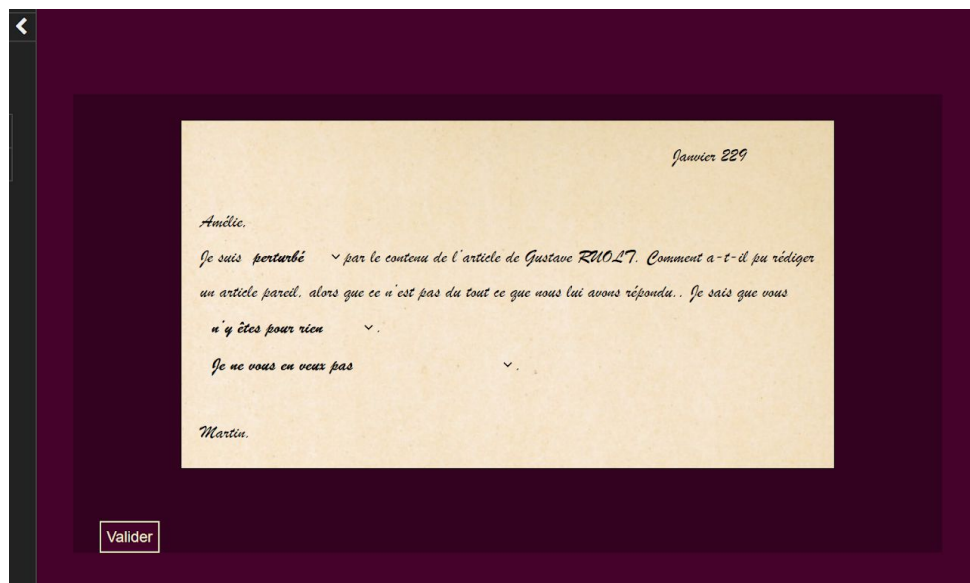 Janvier 229
Amélie,
Je suis perturbé par le contenu de l'article de Gustave RUOLT. Comment a-t-il pu rédiger
un article pareil, alors que ce n'est pas du tout ce que nous lui avons répondu.. Je sais que vous
n'y êtes pour rien .
Je ne vous en veux pas .
Martin.
Valider